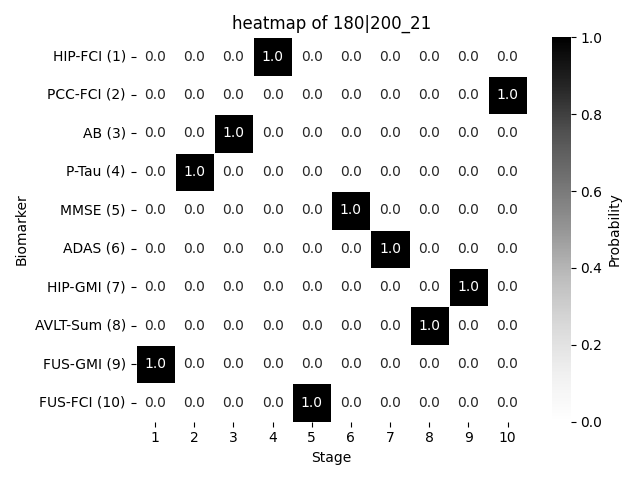 heatmap of 180|200_21
HIP-FCI (1) 0.0 0.0 0.0 1.0 0.0 0.0 0.0 0.0 0.0 0.0
PCC-FCI (2) 0.0 0.0 0.0 0.0 0.0 0.0 0.0 0.0 0.0 1.0
AB (3) 0.0 0.0 1.0 0.0 0.0 0.0 0.0 0.0 0.0 0.0
P-Tau (4) 0.0 1.0 0.0 0.0 0.0 0.0 0.0 0.0 0.0 0.0
MMSE (5) 0.0 0.0 0.0 0.0 0.0 1.0 0.0 0.0 0.0 0.0
ADAS (6) 0.0 0.0 0.0 0.0 0.0 0.0 1.0 0.0 0.0 0.0
HIP-GMI (7) 0.0 0.0 0.0 0.0 0.0 0.0 0.0 0.0 1.0 0.0
AVLT-Sum (8) 0.0 0.0 0.0 0.0 0.0 0.0 0.0 1.0 0.0 0.0
FUS-GMI (9) 1.0 0.0 0.0 0.0 0.0 0.0 0.0 0.0 0.0 0.0
FUS-FCI (10) 0.0 0.0 0.0 0.0 1.0 0.0 0.0 0.0 0.0 0.0
1 2 3 4 5 6 7 8 9 10
Stage
Biomarker
1.0
0.8
0.6
0.4
0.2
0.0
Probability